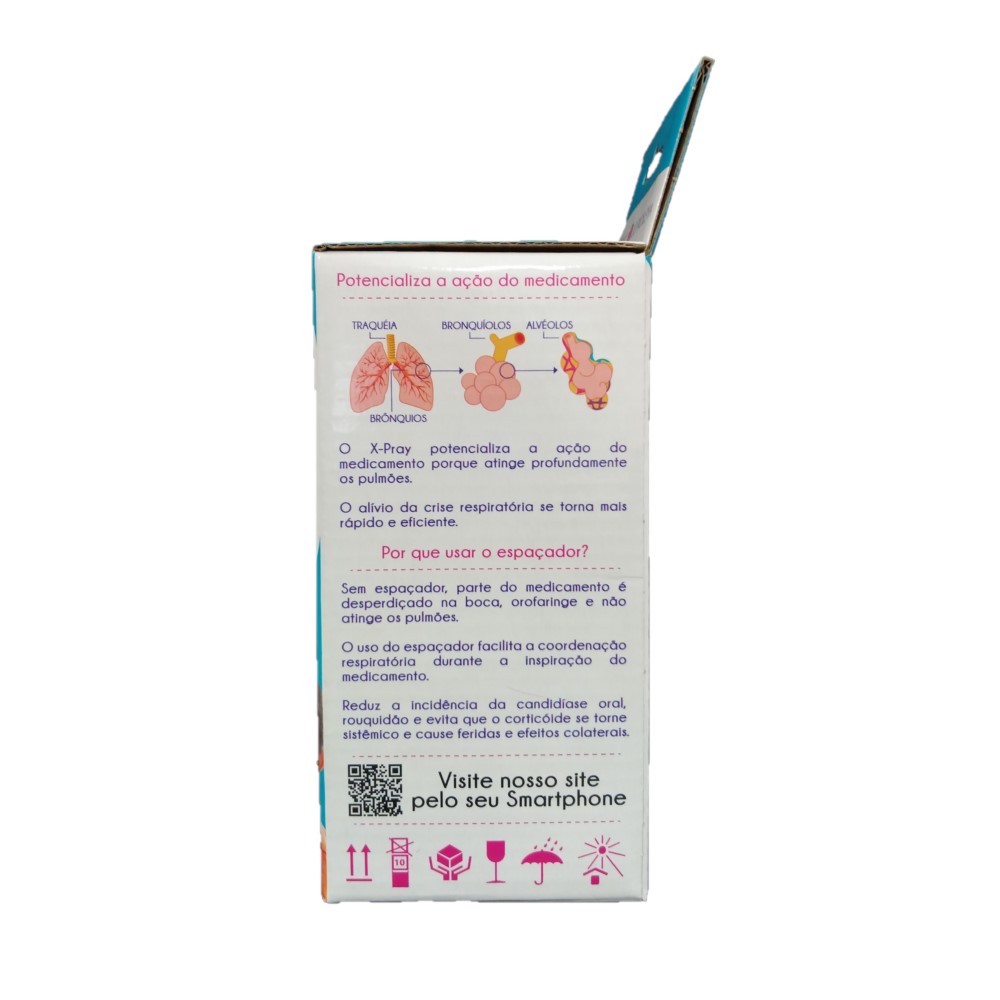 Potencializa a ação do medicamento
TRAQUÉIA
BRONQUÍOLOS
ALVÉOLOS
BRÔNQUIOS
O X-Pray potencializa a ação do
medicamento porque atinge profundamente
os pulmões.
O alívio da crise respiratória se torna mais
rápido e eficiente.
Por que usar o espaçador?
Sem espaçador, parte do medicamento é
desperdiçado na boca, orofaringe e não
atinge os pulmões.
O uso do espaçador facilita a coordenação
respiratória durante a inspiração do
medicamento.
Reduz a incidência da candidíase oral,
rouquidão e evita que o corticóide se torne
sistêmico e cause feridas e efeitos colaterais.
Visite nosso site
pelo seu Smartphone
10